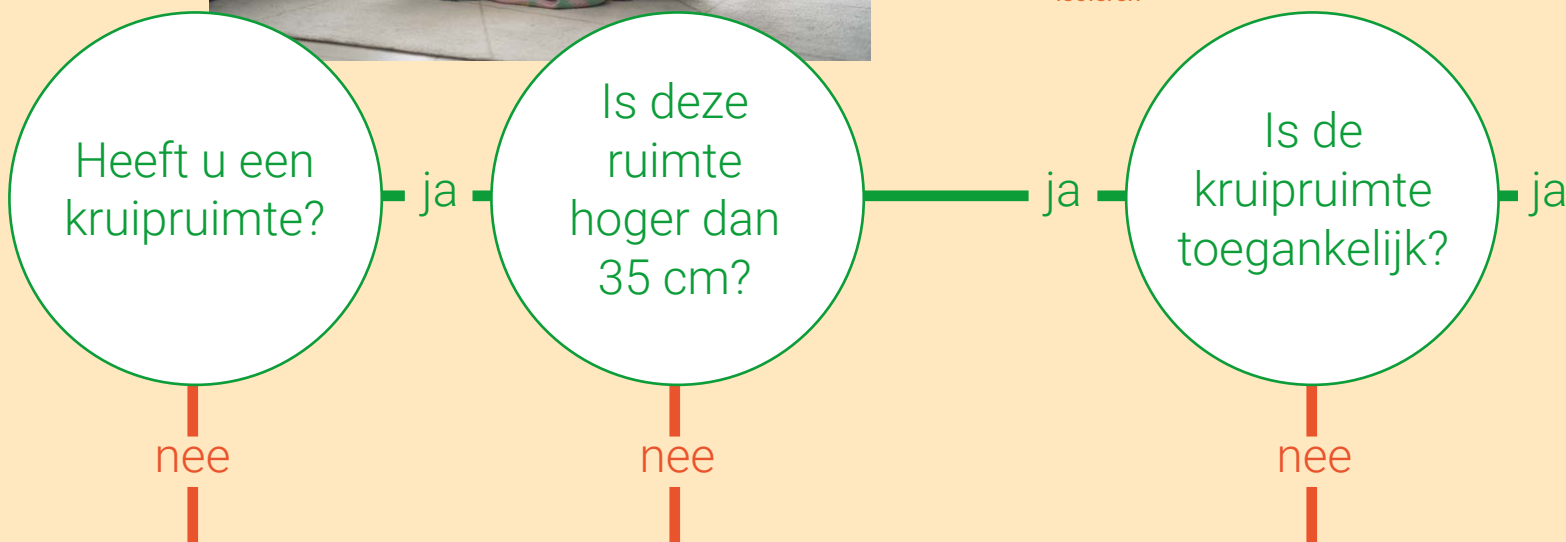 Heeft u een
kruipruimte?
ja
Is deze
ruimte
hoger dan
35 cm?
ja
Is de
kruipruimte
toegankelijk?
ja
nee
nee
nee